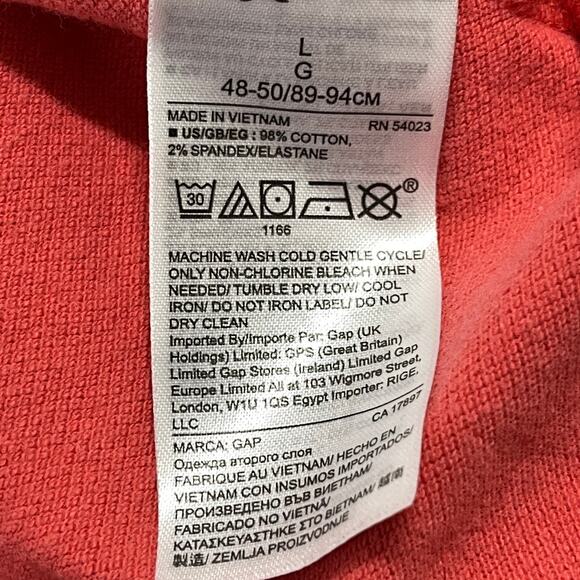 L
G
48-50/89-94CM
MADE IN VIETNAM
RN 54023
■ US/GB/EG : 98% COTTON,
2% SPANDEX/ELASTANE
30
1166
MACHINE WASH COLD GENTLE CYCLE/
ONLY NON-CHLORINE BLEACH WHEN
NEEDED/ TUMBLE DRY LOW/ COOL
IRON/ DO NOT IRON LABEL/ DO NOT
DRY CLEAN
Imported By/Importe Par: Gap (UK
Holdings) Limited: GPS (Great Britain)
Limited Gap Stores (Ireland) Limited Gap
Europe Limited All at 103 Wigmore Street,
London, W1U 1QS Egypt Importer: RIGE,
LLC
CA 17897
MARCA: GAP
Одежда второго слоя
FABRIQUE AU VIETNAM/ HECHO EN
VIETNAM CON INSUMOS IMPORTADOS/
ПРОИЗВЕДЕНО ВЪВ ВИЕТНАМ/
FABRICADO NO VIETNÃ/
ΚΑΤΑΣΚΕΥΑΣΤΗΚΕ ΣΤΟ ΒΙΕΤΝΑΜ/ 越南
製造/ ZEMLJA PROIZVODNJE